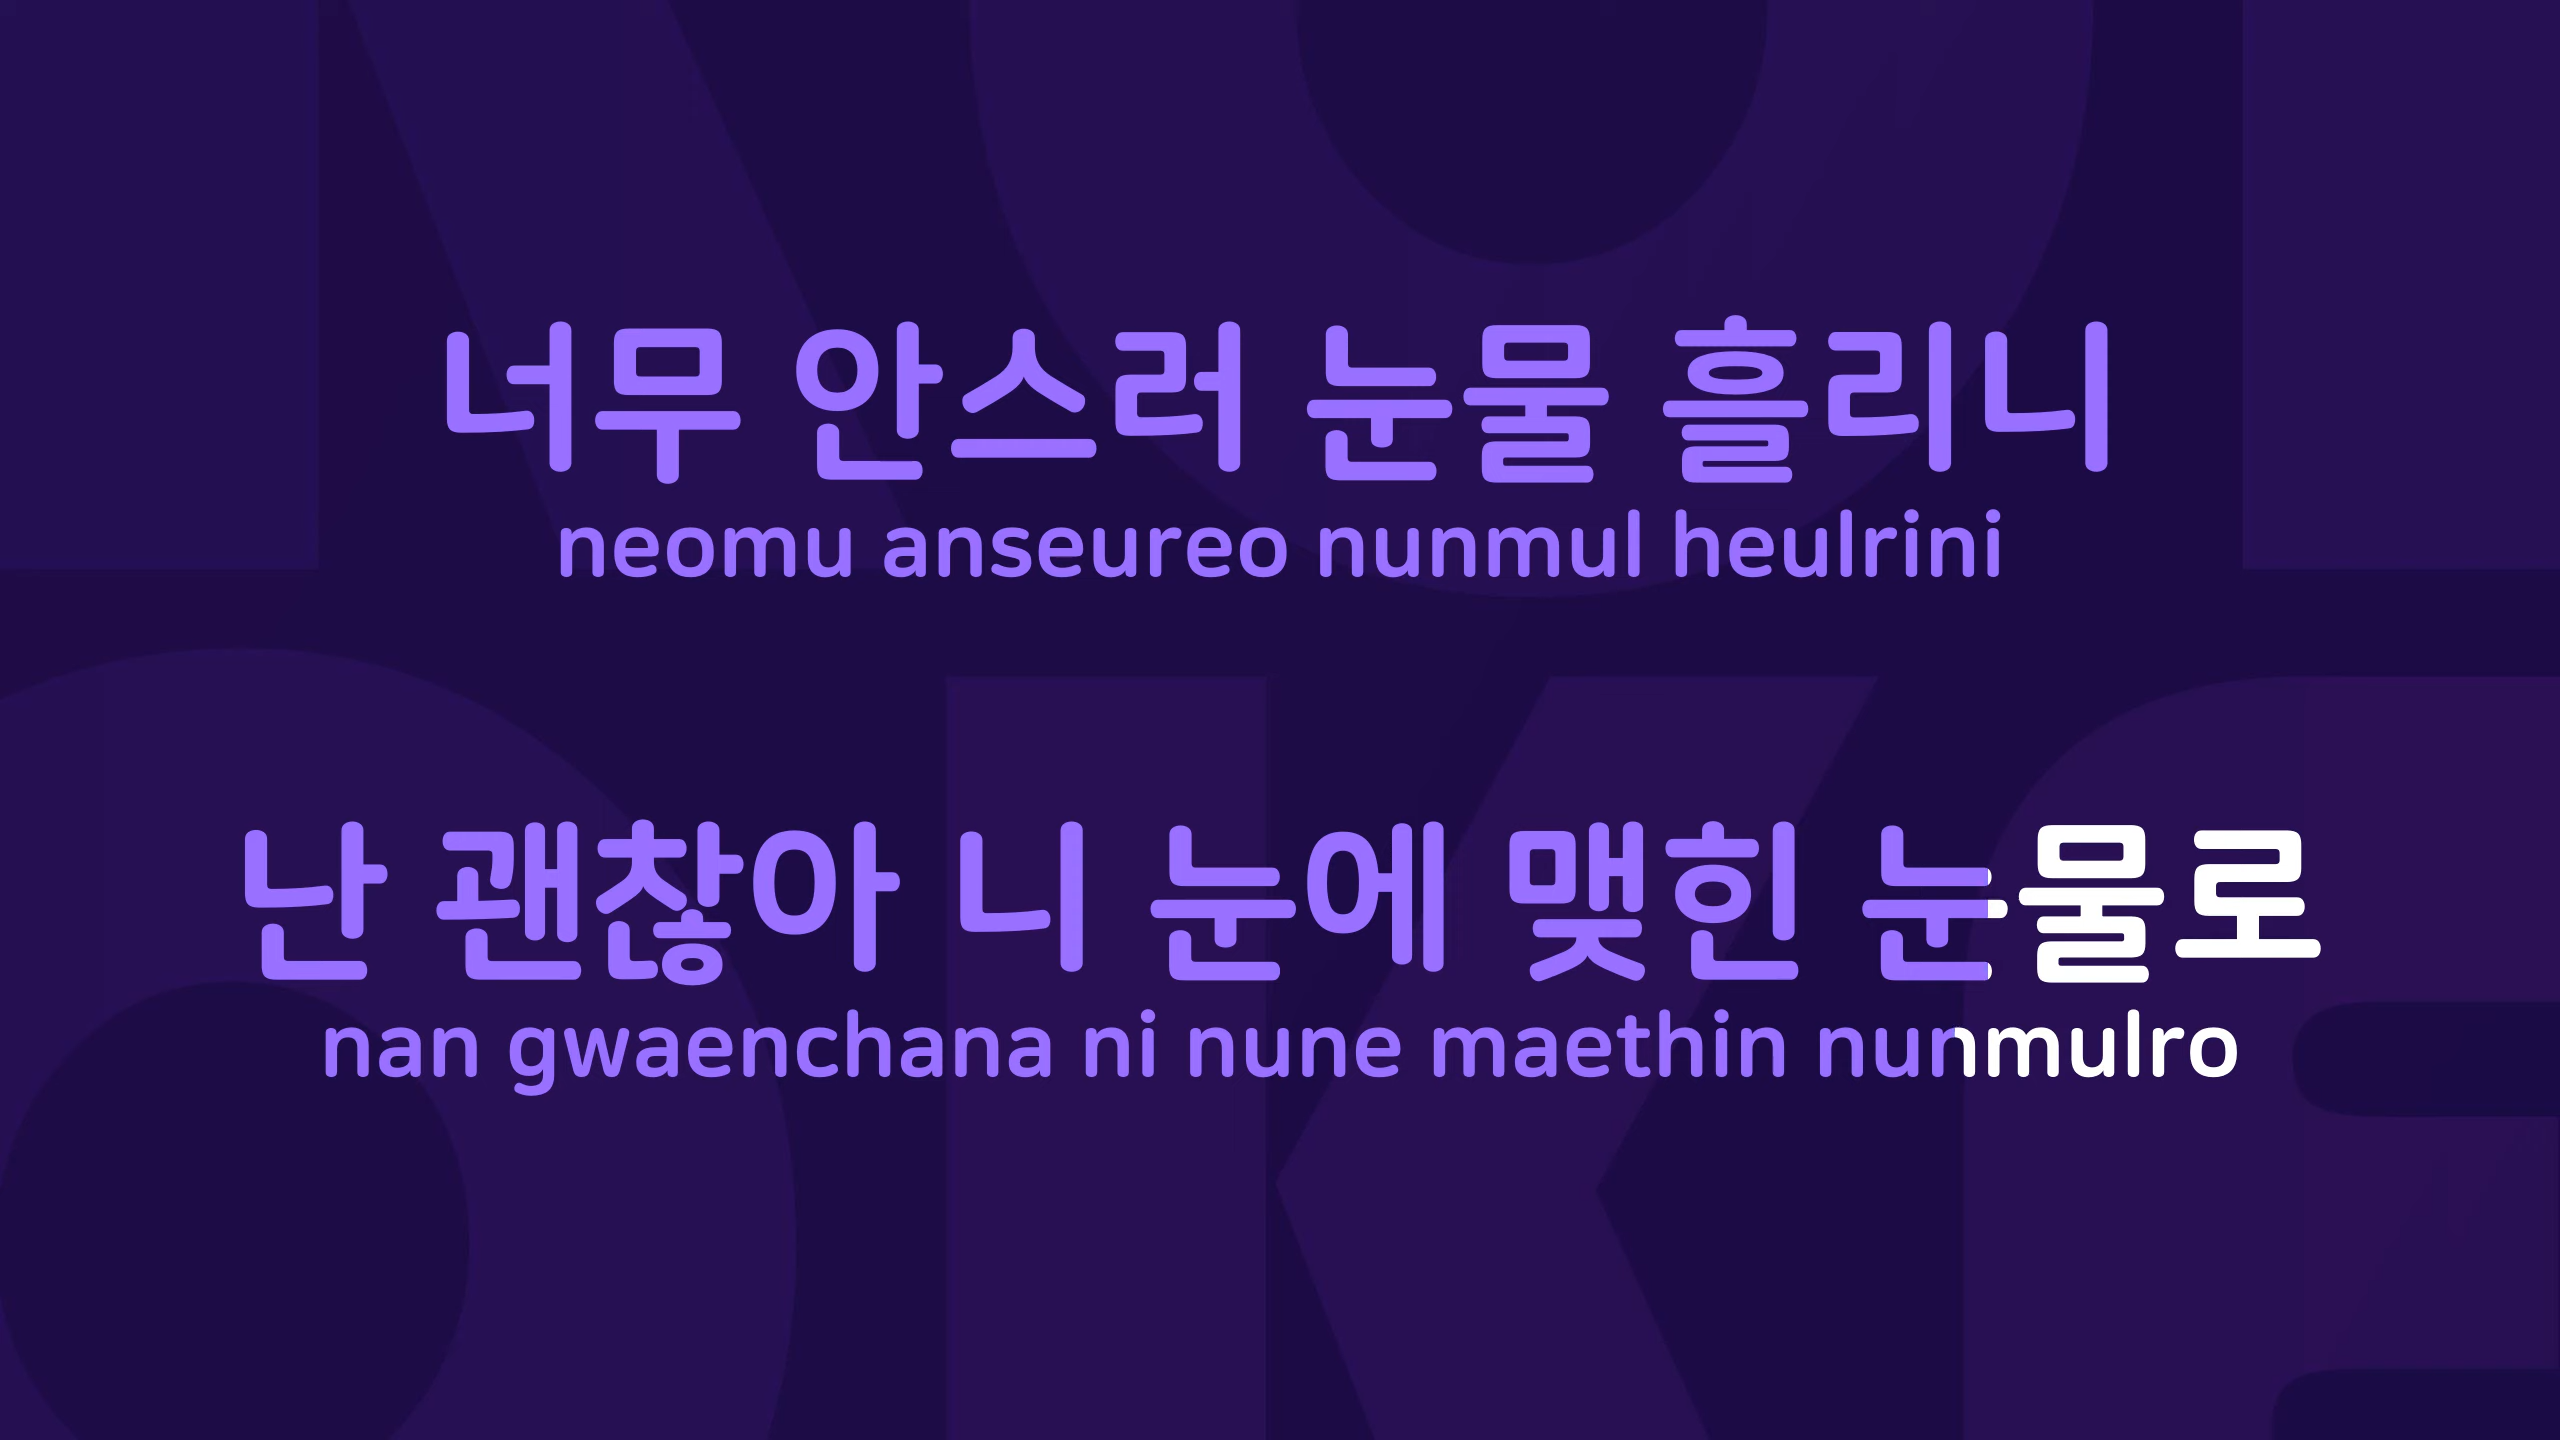 너무 안스러 눈물 흘리니
neomu anseureo nunmul heulrini
난 괜찮아 니 눈에 맺힌 눈물로
nan gwaenchana ni nune maethin nunmulro